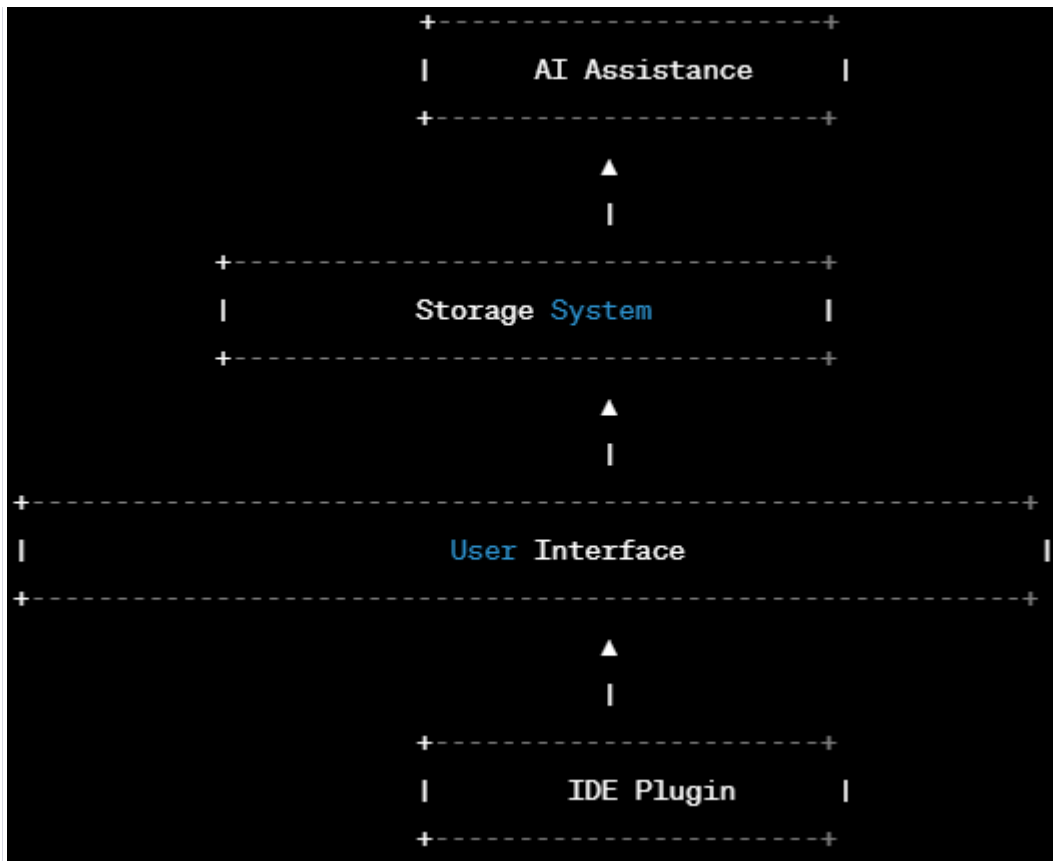 AI Assistance
Storage System
User Interface
IDE Plugin